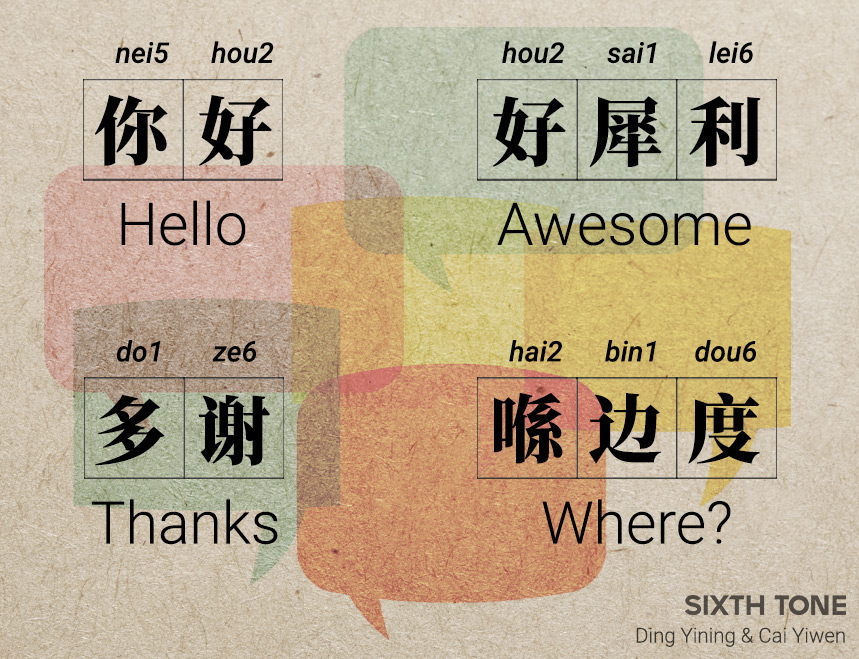 nei5 hou2
你好
Hello
hou2 sai1 lei6
好犀利
Awesome
do1 ze6
多谢
Thanks
hai2 bin1 dou6
喺边度
Where?
SIXTH TONE
Ding Yining & Cai Yiwen